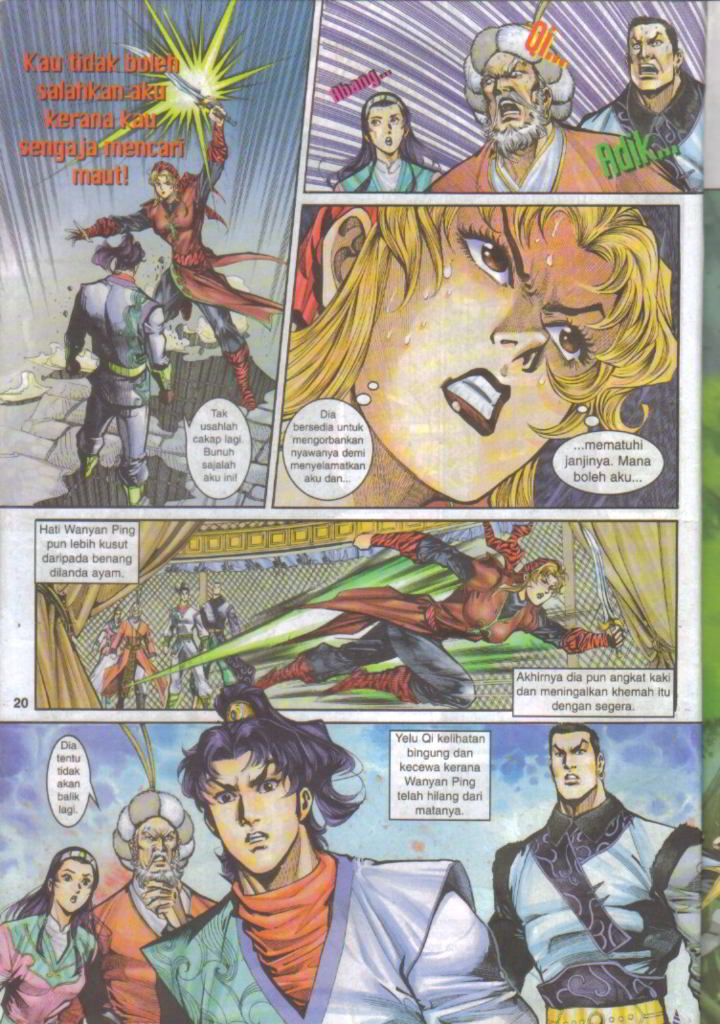 Kau tidak boleh
salahkan aku
kerana kau
sengaja mencari
maut!
Tak
usahlah
cakap lagi.
Bunuh
sajalah
aku ini!
Abang...
Qi...
Adik...
Dia
bersedia untuk
mengorbankan
nyawanya demi
menyelamatkan
aku dan...
...mematuhi
janjinya. Mana
boleh aku...
Hati Wanyan Ping
pun lebih kusut
daripada benang
dilanda ayam.
Akhirnya dia pun angkat kaki
dan meningalkan khemah itu
dengan segera.
20
Dia
tentu
tidak
akan
balik
lagi.
Yelu Qi kelihatan
bingung dan
kecewa kerana
Wanyan Ping
telah hilang dari
matanya.